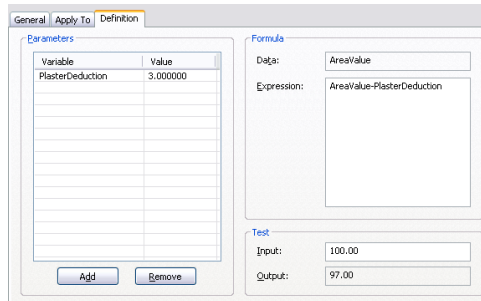 General Apply To Definition
Parameters
Variable Value
PlasterDeduction 3.000000
Add Remove
Formula
Data: AreaValue
Expression: AreaValue-PlasterDeduction
Test
Input: 100.00
Output: 97.00